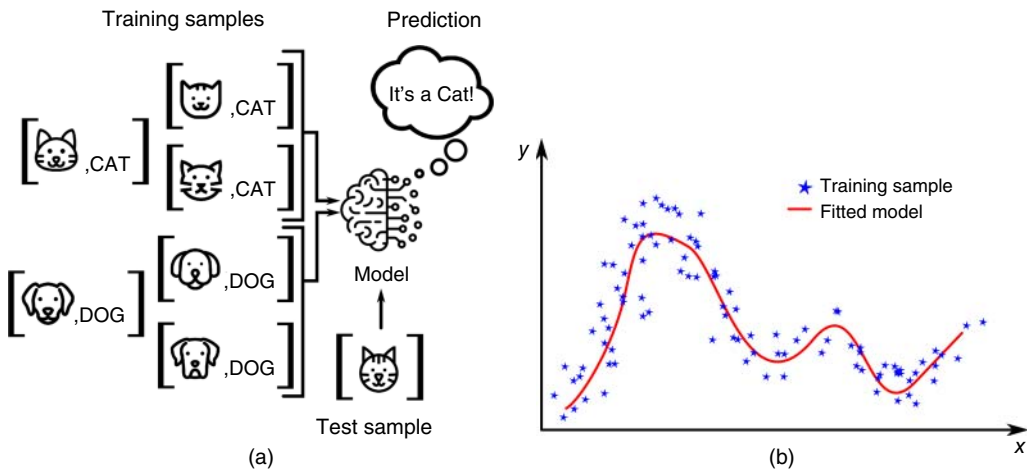 Training samples
Prediction
It's a Cat!
,CAT
,CAT
,CAT
,DOG
,DOG
,DOG
Model
Test sample
(a)
y
Training sample
Fitted model
x
(b)